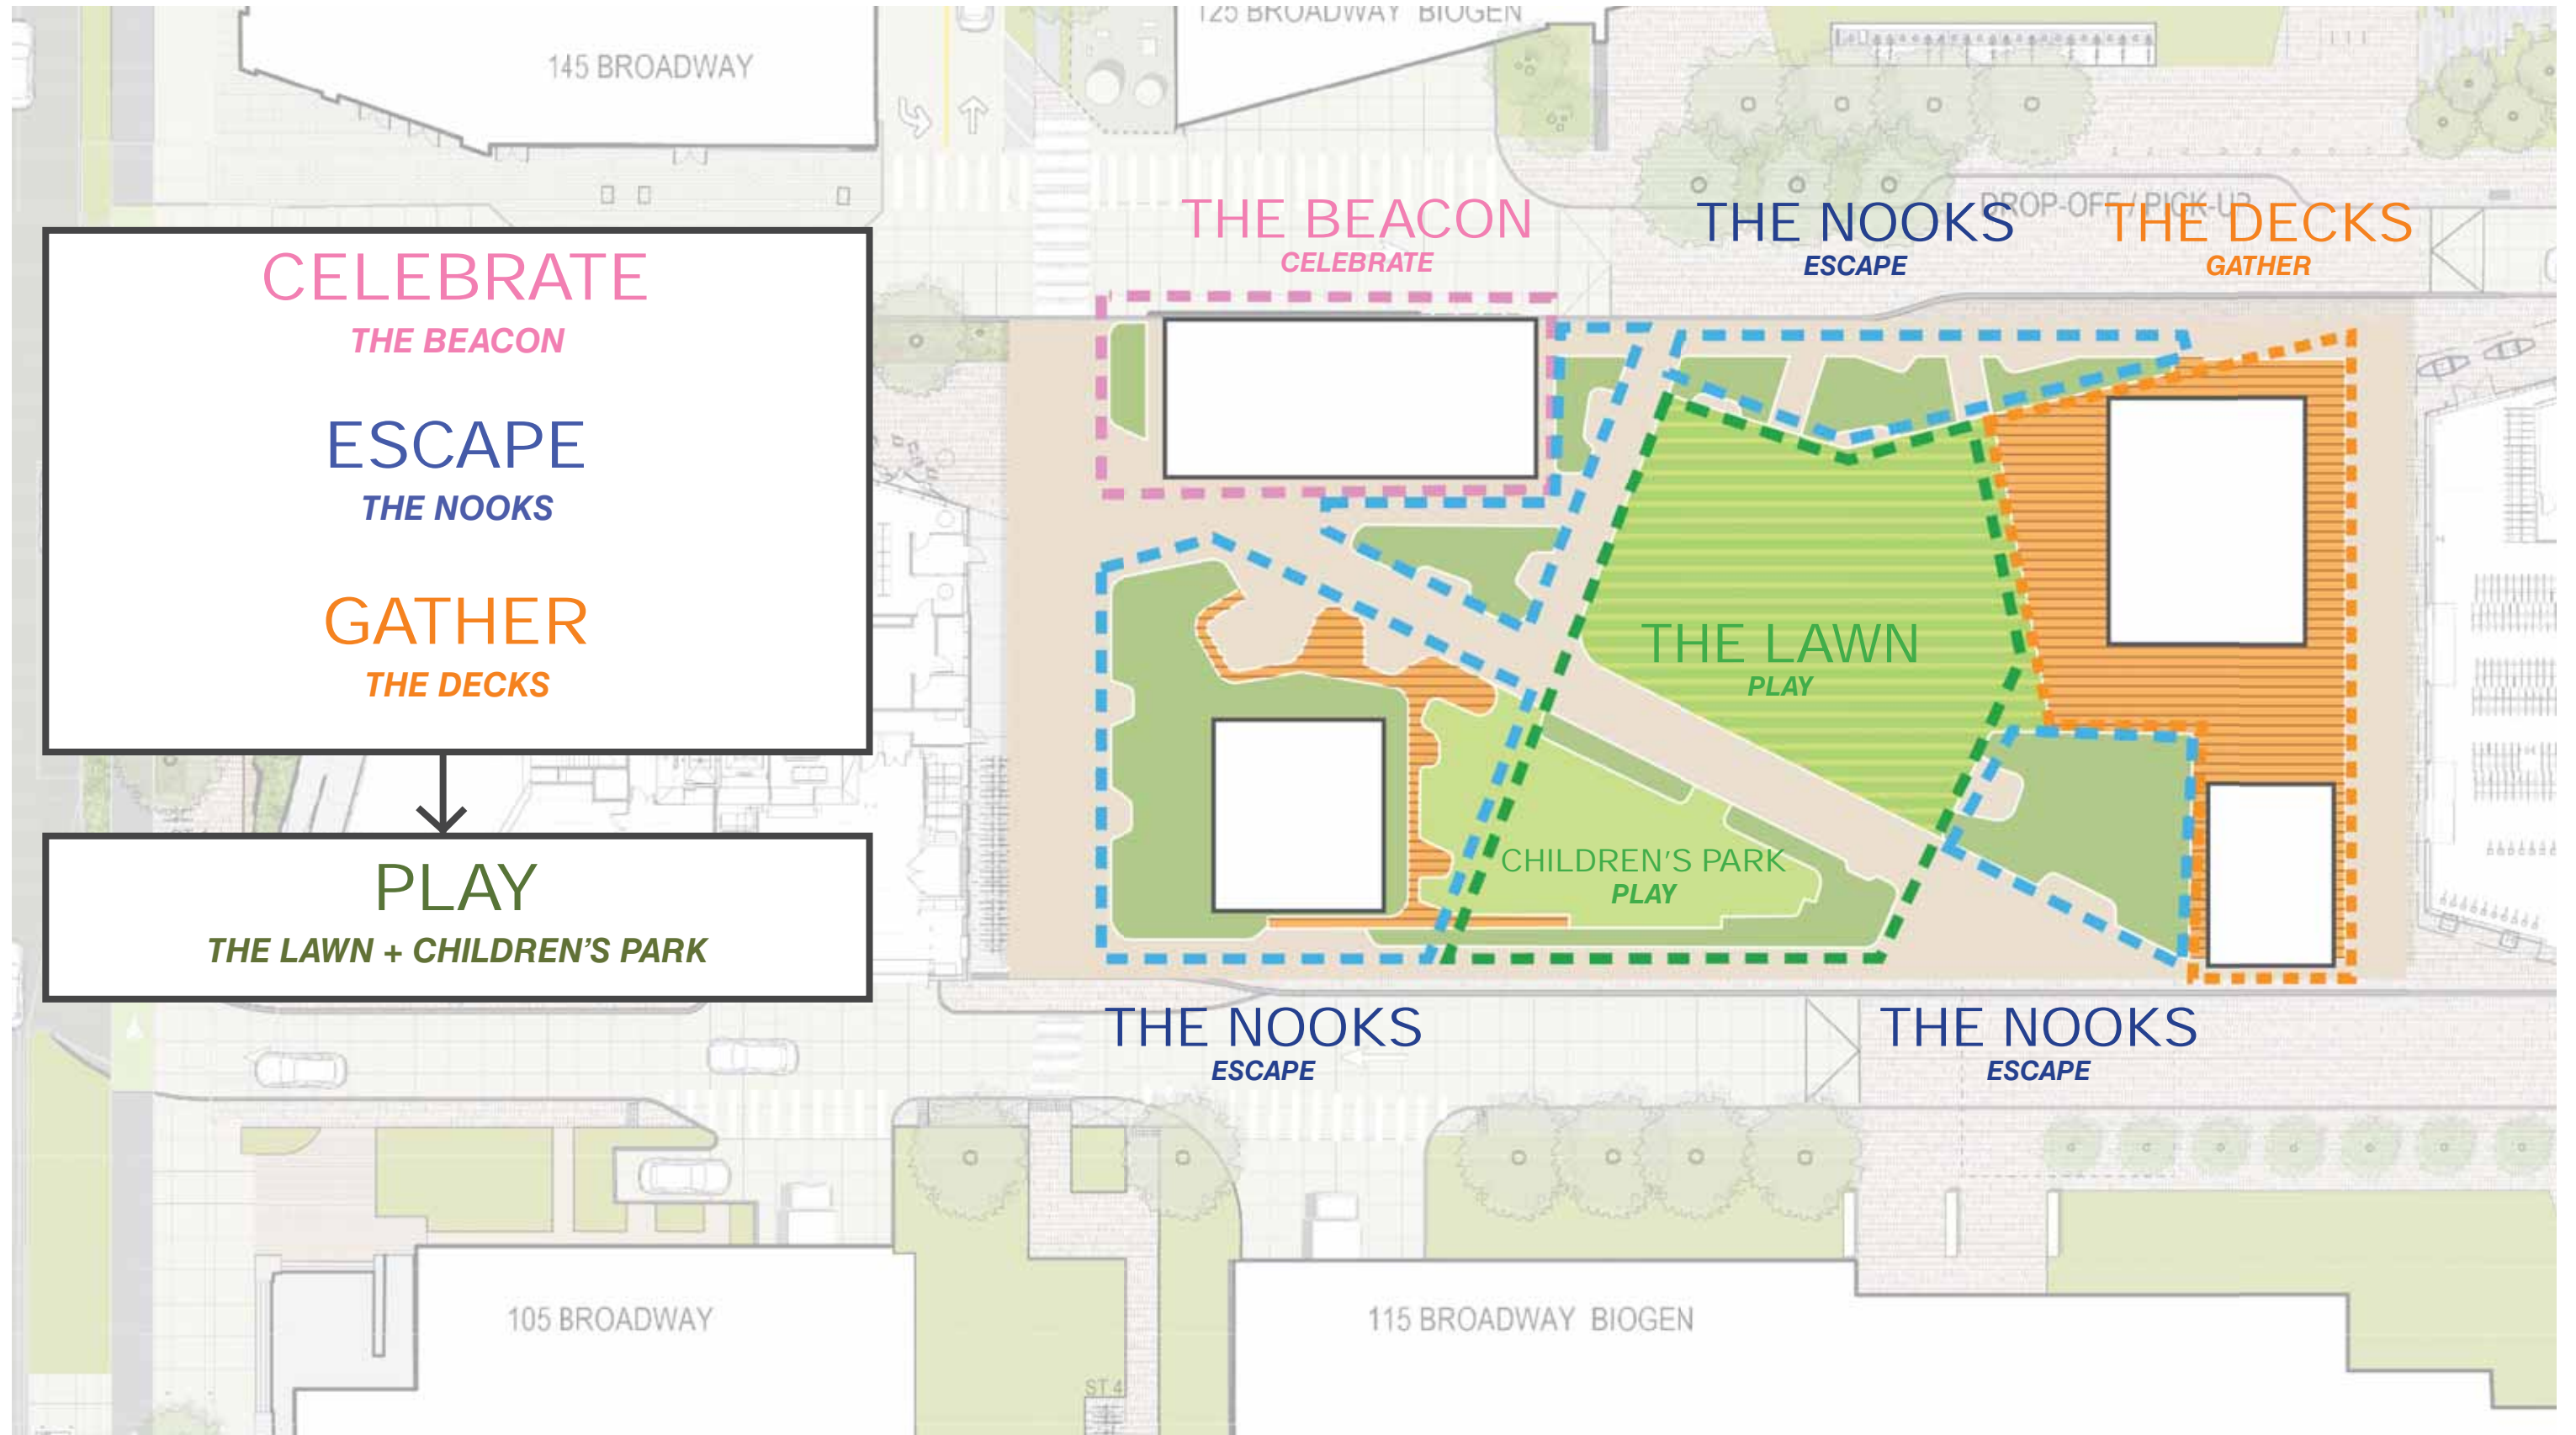 125 BROADWAY BIOGEN
145 BROADWAY
THE BEACON
CELEBRATE
THE NOOKS
ESCAPE
DROP-OFF / PICK-UP
THE DECKS
GATHER
CELEBRATE
THE BEACON
ESCAPE
THE NOOKS
GATHER
THE DECKS
PLAY
THE LAWN + CHILDREN'S PARK
THE LAWN
PLAY
CHILDREN'S PARK
PLAY
THE NOOKS
ESCAPE
THE NOOKS
ESCAPE
105 BROADWAY
115 BROADWAY BIOGEN
ST.4